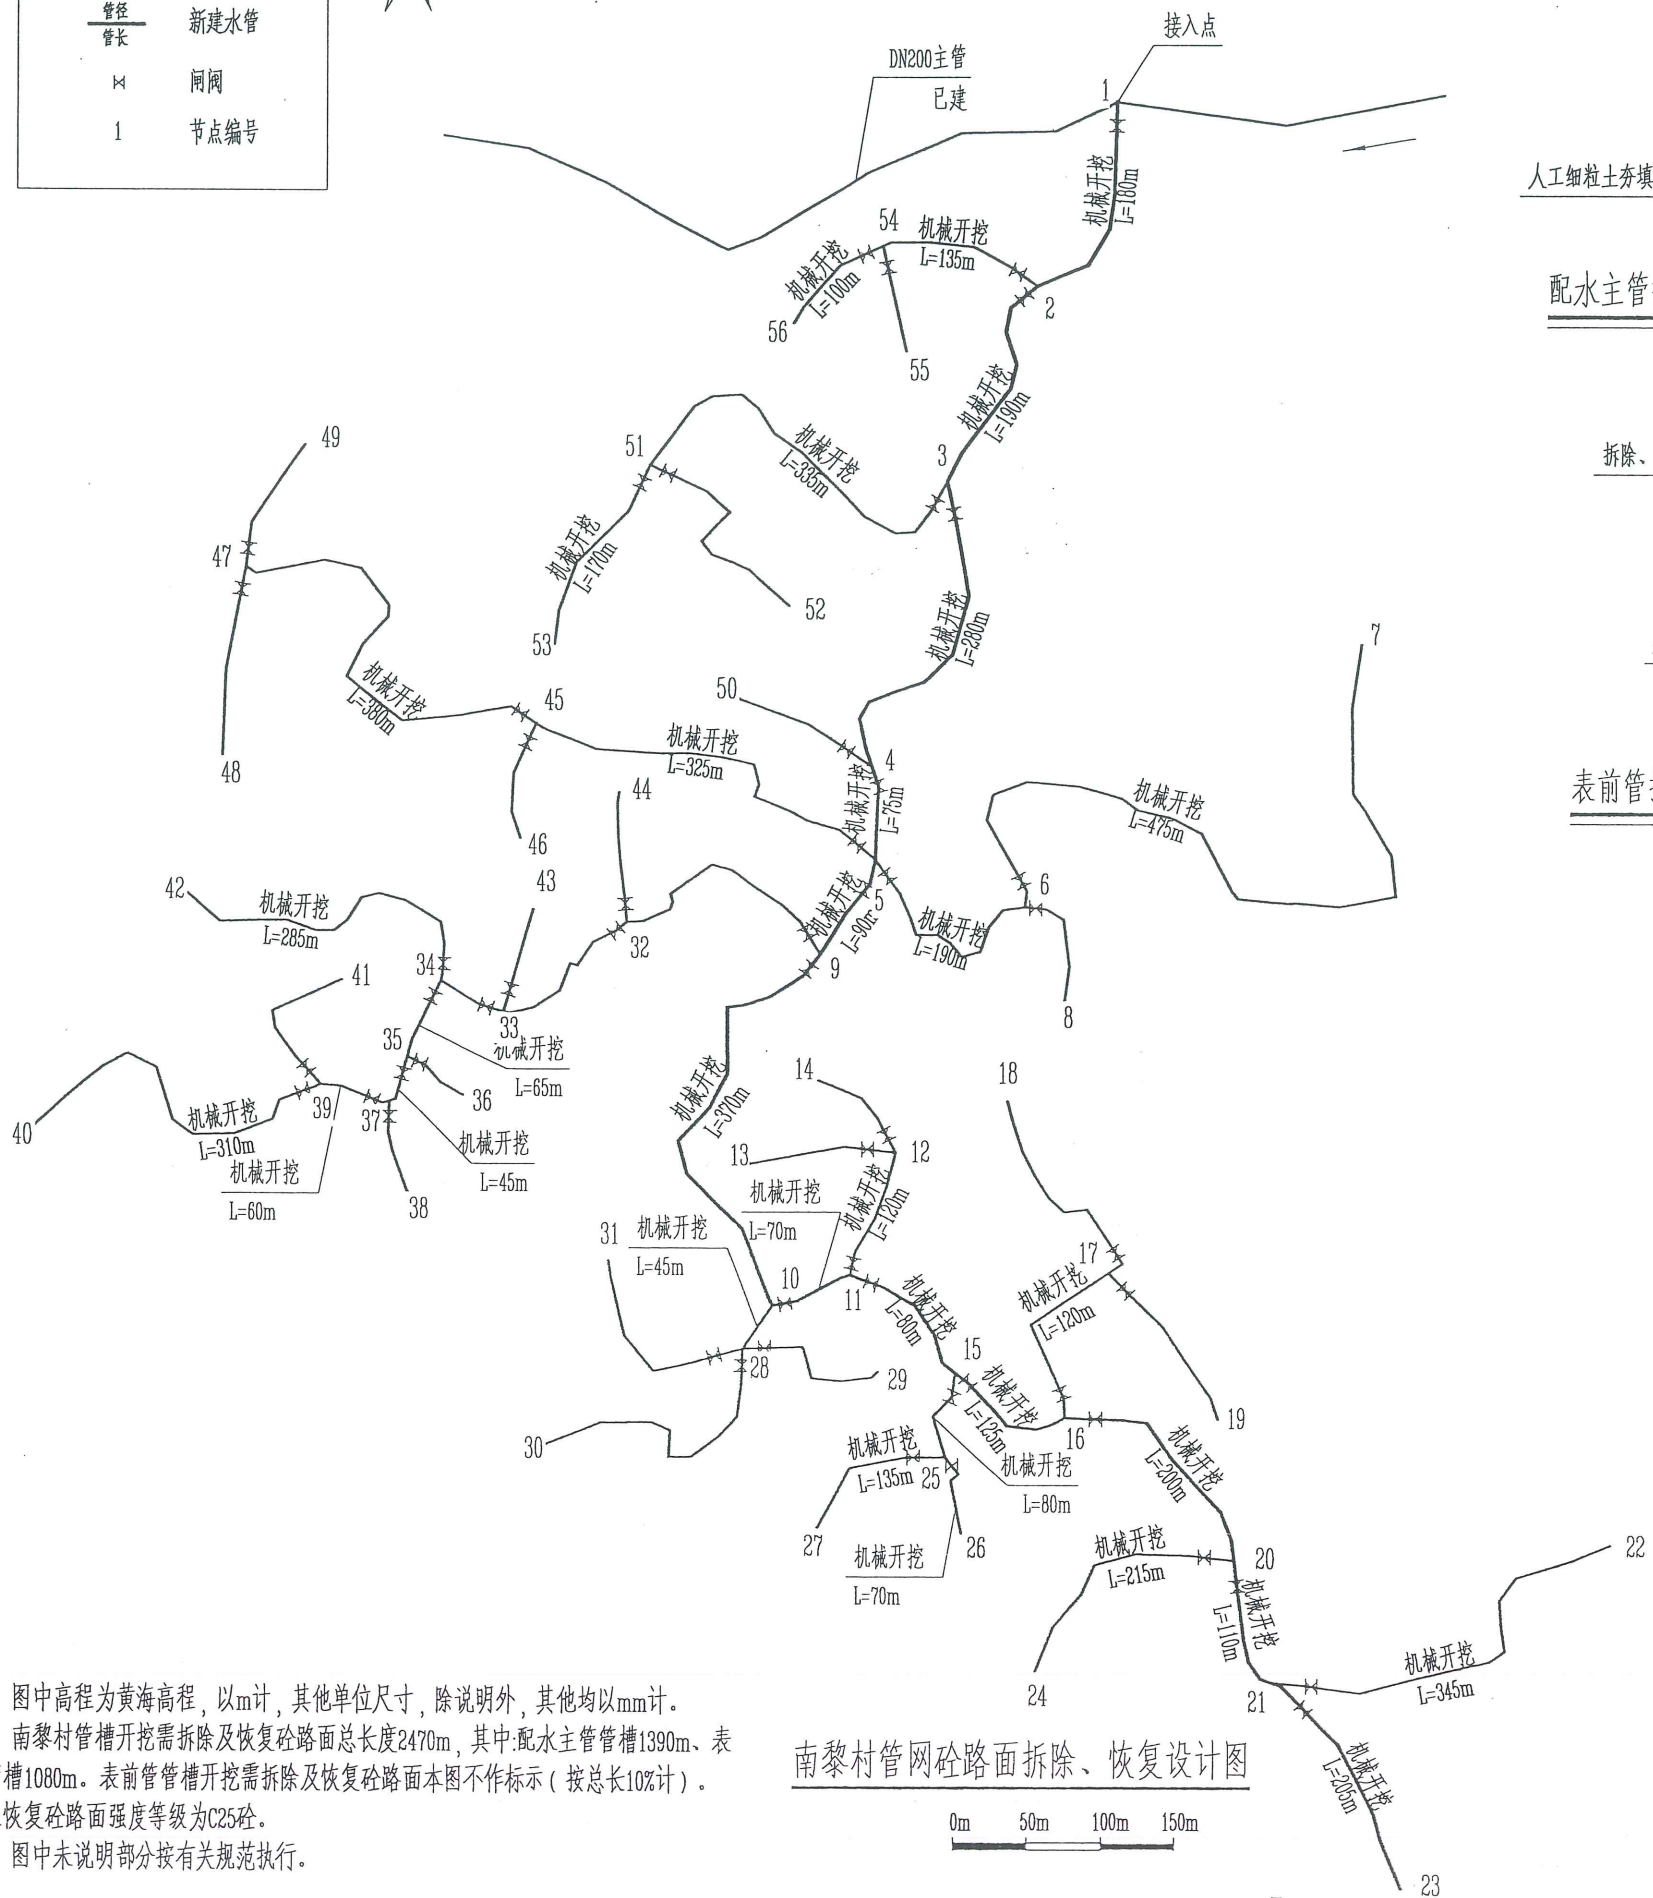 管径
管长
新建水管
闸阀
1
节点编号
接入点
DN200主管
已建
1
机械开挖
L=180m
人工细粒土夯填
54
机械开挖
L=135m
机械开挖
L=100m
56
55
2
配水主管
机械开挖
L=190m
3
51
机械开挖
L=335m
拆除、
49
47
机械开挖
L=170m
52
53
机械开挖
L=280m
7
机械开挖
L=380m
45
50
48
机械开挖
L=325m
4
机械开挖
L=75m
44
46
机械开挖
L=475m
表前管
42
43
机械开挖
L=285m
机械开挖
L=90m
5
6
机械开挖
L=190m
32
9
8
34
41
33
机械开挖
L=65m
35
36
40
机械开挖
L=310m
39
37
机械开挖
L=60m
机械开挖
L=45m
38
机械开挖
L=370m
14
18
13
12
机械开挖
L=70m
机械开挖
L=120m
31
机械开挖
L=45m
10
11
17
机械开挖
L=120m
机械开挖
L=80m
15
28
29
机械开挖
L=125m
16
19
30
机械开挖
L=135m
25
机械开挖
L=80m
27
26
机械开挖
L=70m
机械开挖
L=200m
20
22
机械开挖
L=215m
机械开挖
L=110m
24
21
机械开挖
L=345m
机械开挖
L=205m
23
图中高程为黄海高程,以m计,其他单位尺寸,除说明外,其他均以mm计。
南黎村管槽开挖需拆除及恢复砼路面总长度2470m,其中:配水主管管槽1390m、表
槽1080m。表前管管槽开挖需拆除及恢复砼路面本图不作标示(按总长10%计)。
恢复砼路面强度等级为C25砼。
图中未说明部分按有关规范执行。
南黎村管网砼路面拆除、恢复设计图
0m 50m 100m 150m